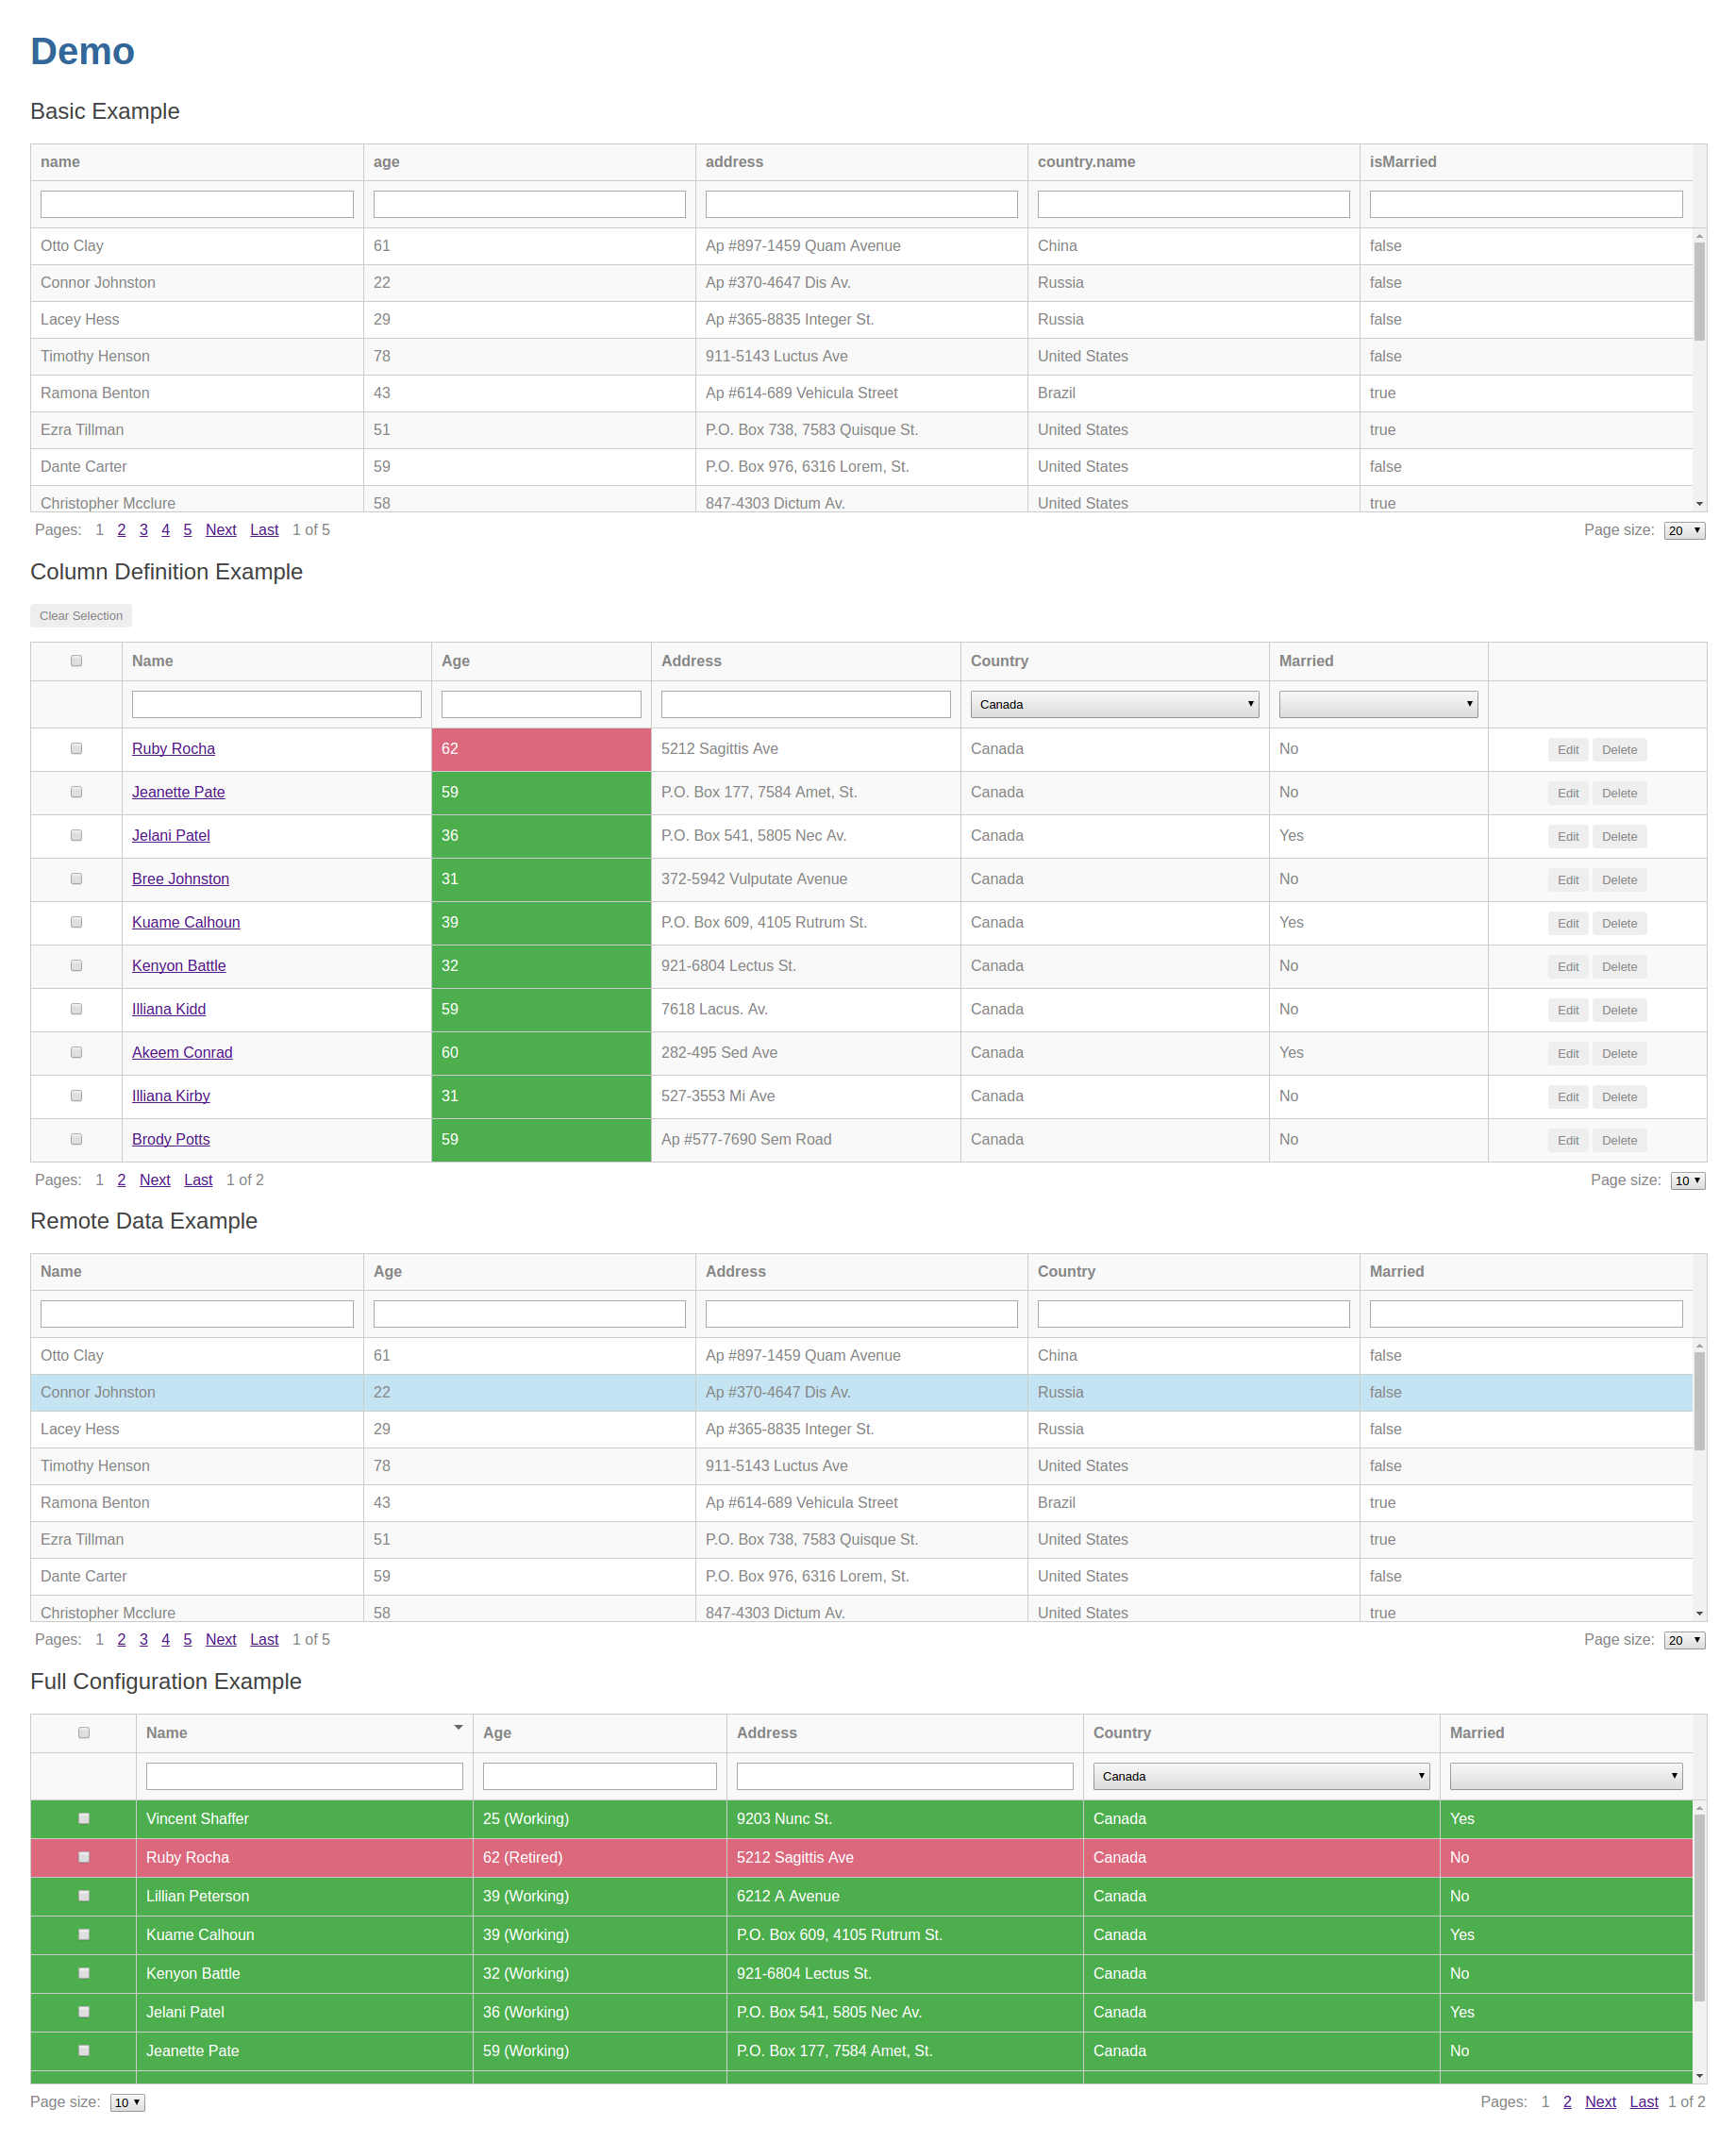 Demo
Basic Example
name age address country.name isMarried
Otto Clay 61 Ap #897-1459 Quam Avenue China false
Connor Johnston 22 Ap #370-4647 Dis Av. Russia false
Lacey Hess 29 Ap #365-8835 Integer St. Russia false
Timothy Henson 78 911-5143 Luctus Ave United States false
Ramona Benton 43 Ap #614-689 Vehicula Street Brazil true
Ezra Tillman 51 P.O. Box 738, 7583 Quisque St. United States true
Dante Carter 59 P.O. Box 976, 6316 Lorem, St. United States false
Christopher Mcclure 58 847-4303 Dictum Av. United States true
Pages: 1 2 3 4 5 Next Last 1 of 5 Page size: 20
Column Definition Example
Clear Selection
Name Age Address Country Married
Canada
Ruby Rocha 62 5212 Sagittis Ave Canada No Edit Delete
Jeanette Pate 59 P.O. Box 177, 7584 Amet, St. Canada No Edit Delete
Jelani Patel 36 P.O. Box 541, 5805 Nec Av. Canada Yes Edit Delete
Bree Johnston 31 372-5942 Vulputate Avenue Canada No Edit Delete
Kuame Calhoun 39 P.O. Box 609, 4105 Rutrum St. Canada Yes Edit Delete
Kenyon Battle 32 921-6804 Lectus St. Canada No Edit Delete
Illiana Kidd 59 7618 Lacus. Av. Canada No Edit Delete
Akeem Conrad 60 282-495 Sed Ave Canada Yes Edit Delete
Illiana Kirby 31 527-3553 Mi Ave Canada No Edit Delete
Brody Potts 59 Ap #577-7690 Sem Road Canada No Edit Delete
Pages: 1 2 Next Last 1 of 2 Page size: 10
Remote Data Example
Name Age Address Country Married
Otto Clay 61 Ap #897-1459 Quam Avenue China false
Connor Johnston 22 Ap #370-4647 Dis Av. Russia false
Lacey Hess 29 Ap #365-8835 Integer St. Russia false
Timothy Henson 78 911-5143 Luctus Ave United States false
Ramona Benton 43 Ap #614-689 Vehicula Street Brazil true
Ezra Tillman 51 P.O. Box 738, 7583 Quisque St. United States true
Dante Carter 59 P.O. Box 976, 6316 Lorem, St. United States false
Christopher Mcclure 58 847-4303 Dictum Av. United States true
Pages: 1 2 3 4 5 Next Last 1 of 5 Page size: 20
Full Configuration Example
Name Age Address Country Married
Canada
Vincent Shaffer 25 (Working) 9203 Nunc St. Canada Yes
Ruby Rocha 62 (Retired) 5212 Sagittis Ave Canada No
Lillian Peterson 39 (Working) 6212 A Avenue Canada No
Kuame Calhoun 39 (Working) P.O. Box 609, 4105 Rutrum St. Canada Yes
Kenyon Battle 32 (Working) 921-6804 Lectus St. Canada No
Jelani Patel 36 (Working) P.O. Box 541, 5805 Nec Av. Canada Yes
Jeanette Pate 59 (Working) P.O. Box 177, 7584 Amet, St. Canada No
Page size: 10 Pages: 1 2 Next Last 1 of 2